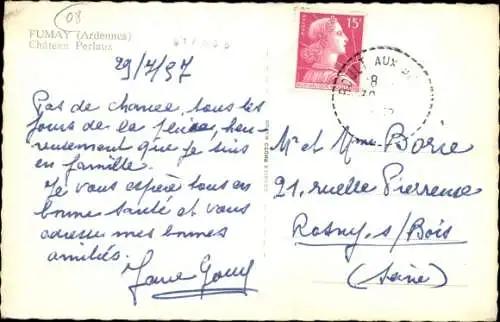 08
FUMAY (Ardennes)
Château Perlaux
15F
29/7/57
Pas de chance, tous les
jours de la pluie, heu-
reusement que je suis
en famille.
Je vous espère tous en
bonne santé et vous
adresse mes bonnes
amitiés.
M et Mme Borie
21, ruelle Pierreuse
Rosny s/ Bois
(Seine)